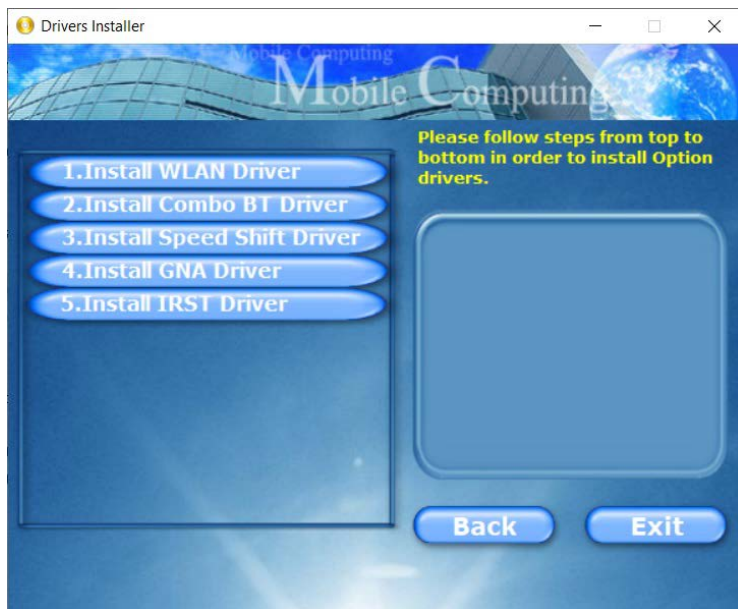 Drivers Installer
Mobile Computing
Mobile Computing
Please follow steps from top to
bottom in order to install Option
drivers.
1.Install WLAN Driver
2.Install Combo BT Driver
3.Install Speed Shift Driver
4.Install GNA Driver
5.Install IRST Driver
Back
Exit